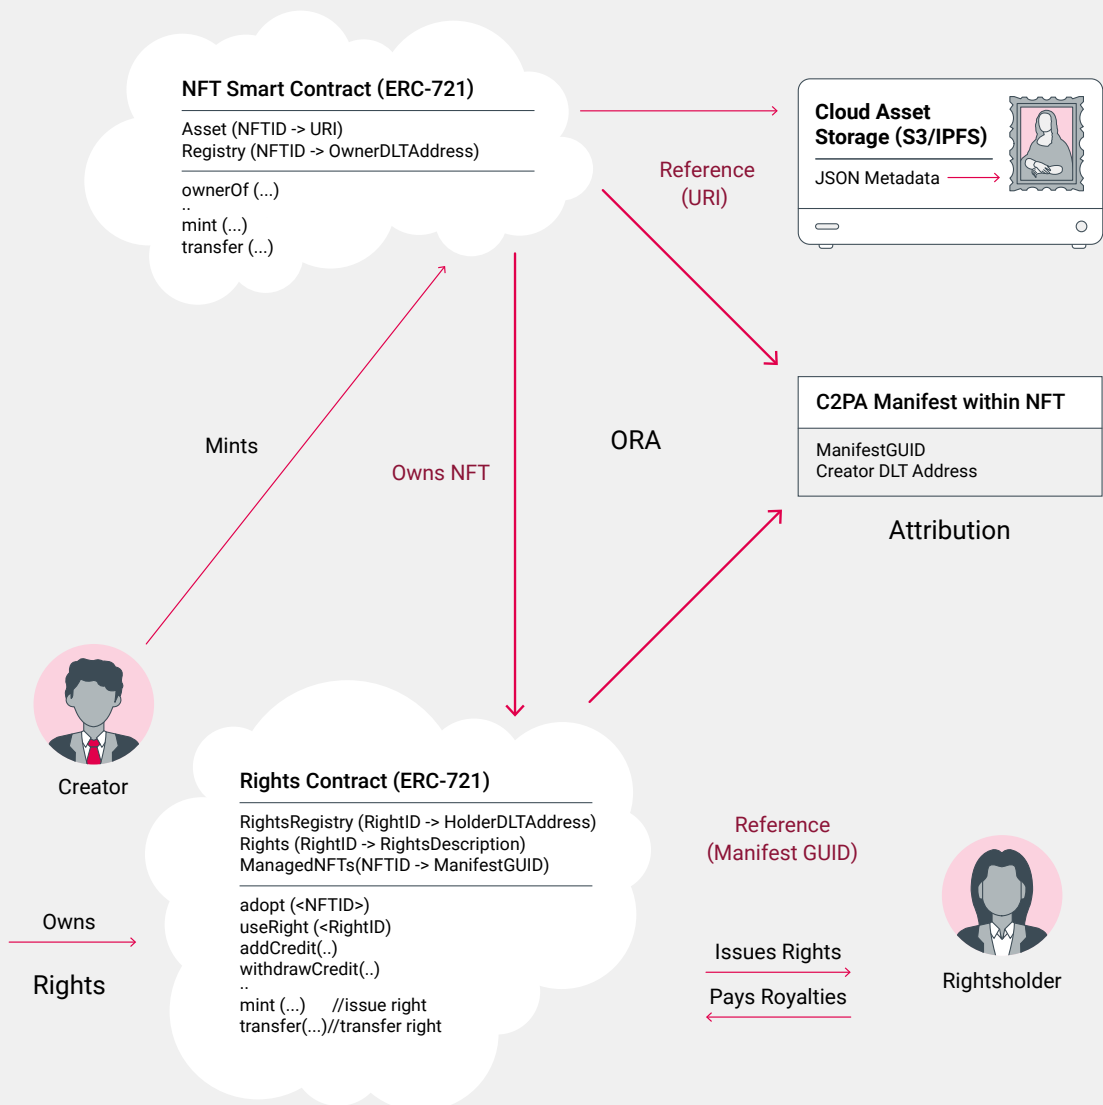 NFT Smart Contract (ERC-721)
Asset (NFTID -> URI)
Registry (NFTID -> OwnerDLTAddress)
ownerOf (...)
..
mint (...)
transfer (...)
Reference
(URI)
Cloud Asset
Storage (S3/IPFS)
JSON Metadata
Mints
Owns NFT
ORA
C2PA Manifest within NFT
ManifestGUID
Creator DLT Address
Attribution
Creator
Owns
Rights
Rights Contract (ERC-721)
RightsRegistry (RightID -> HolderDLTAddress)
Rights (RightID -> RightsDescription)
ManagedNFTs(NFTID -> ManifestGUID)
adopt (<NFTID>)
useRight (<RightID)
addCredit(..)
withdrawCredit(..)
..
mint (...) //issue right
transfer(...)//transfer right
Reference
(Manifest GUID)
Issues Rights
Pays Royalties
Rightsholder